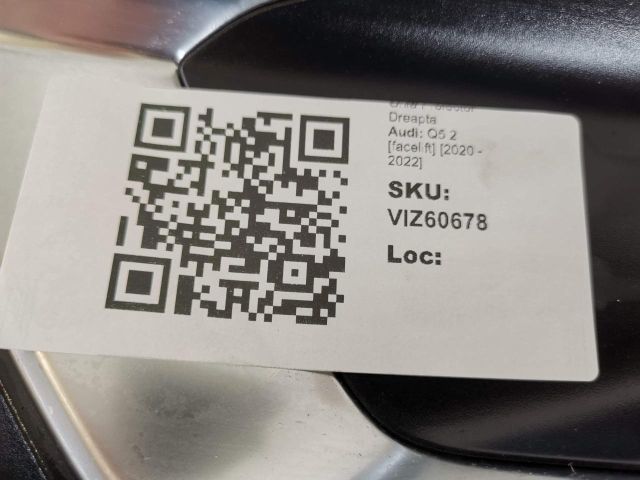 Dreapta
Audi: Q5 2
[facelift] [2020 -
2022]
SKU:
VIZ60678
Loc: